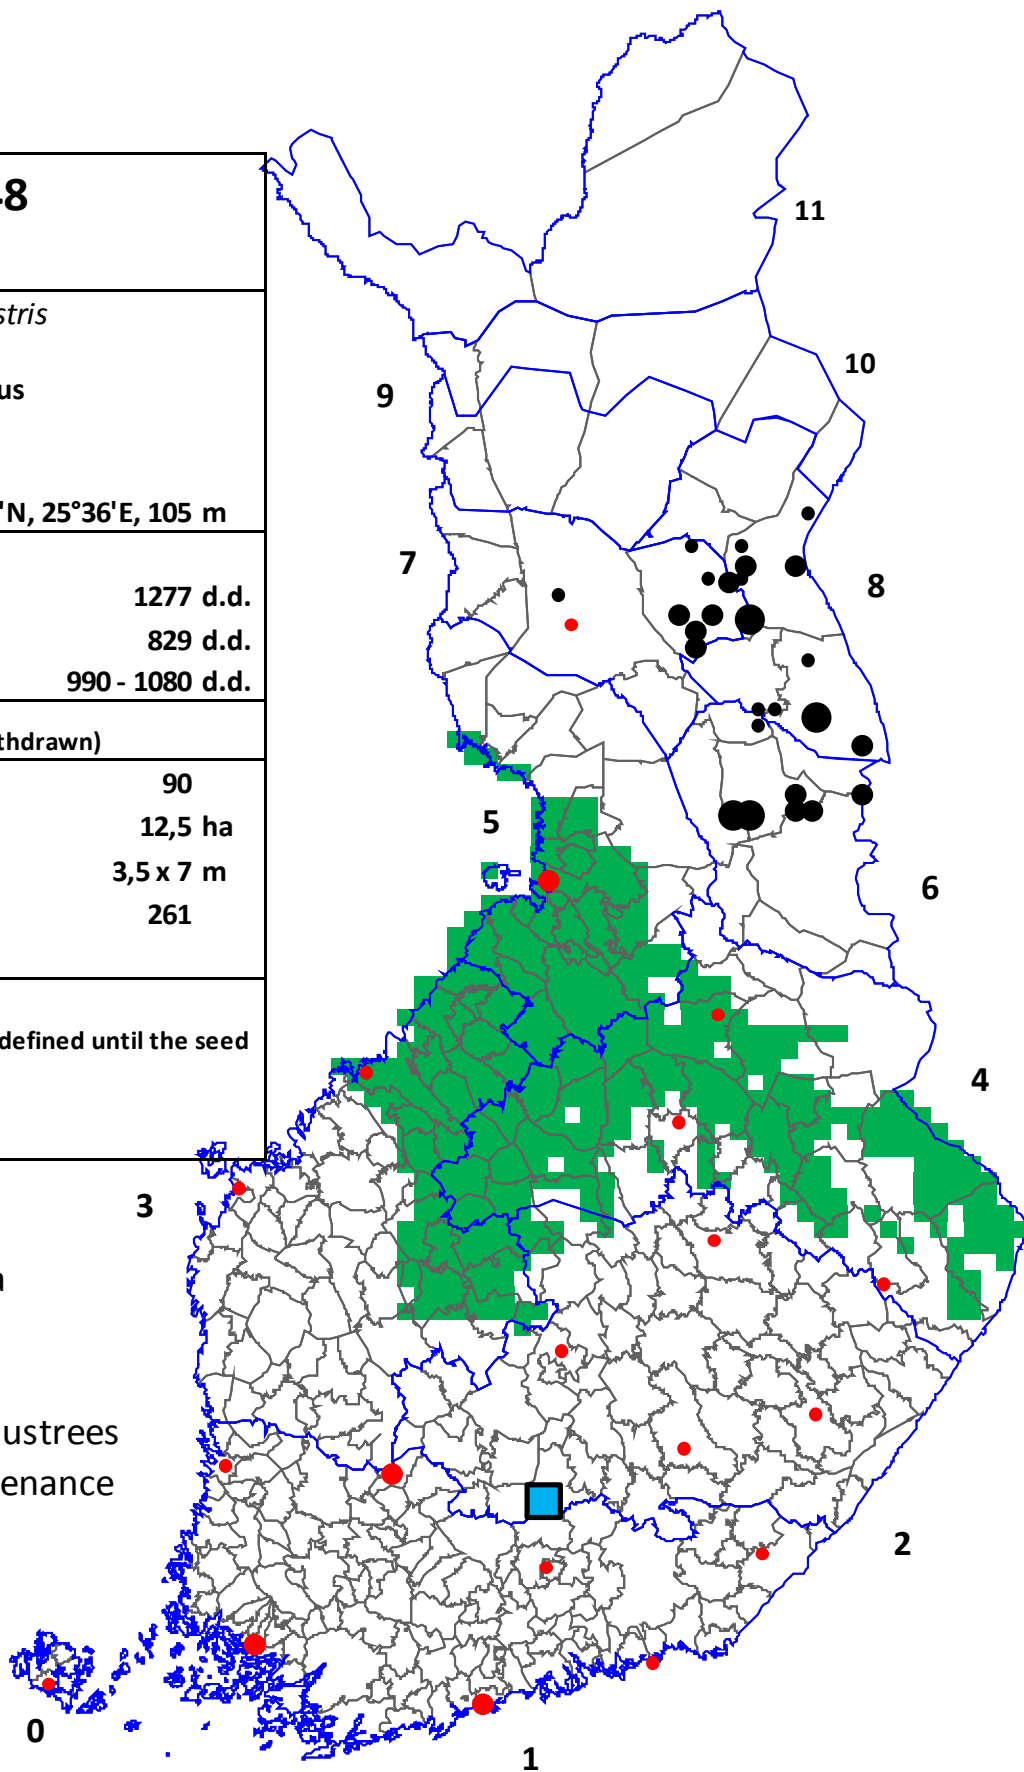 48
stris
us
'N, 25°36'E, 105 m
1277 d.d.
829 d.d.
990 - 1080 d.d.
thdrawn)
90
12,5 ha
3,5 x 7 m
261
defined until the seed
a
ustrees
enance
11
10
9
8
7
6
5
4
3
2
1
0